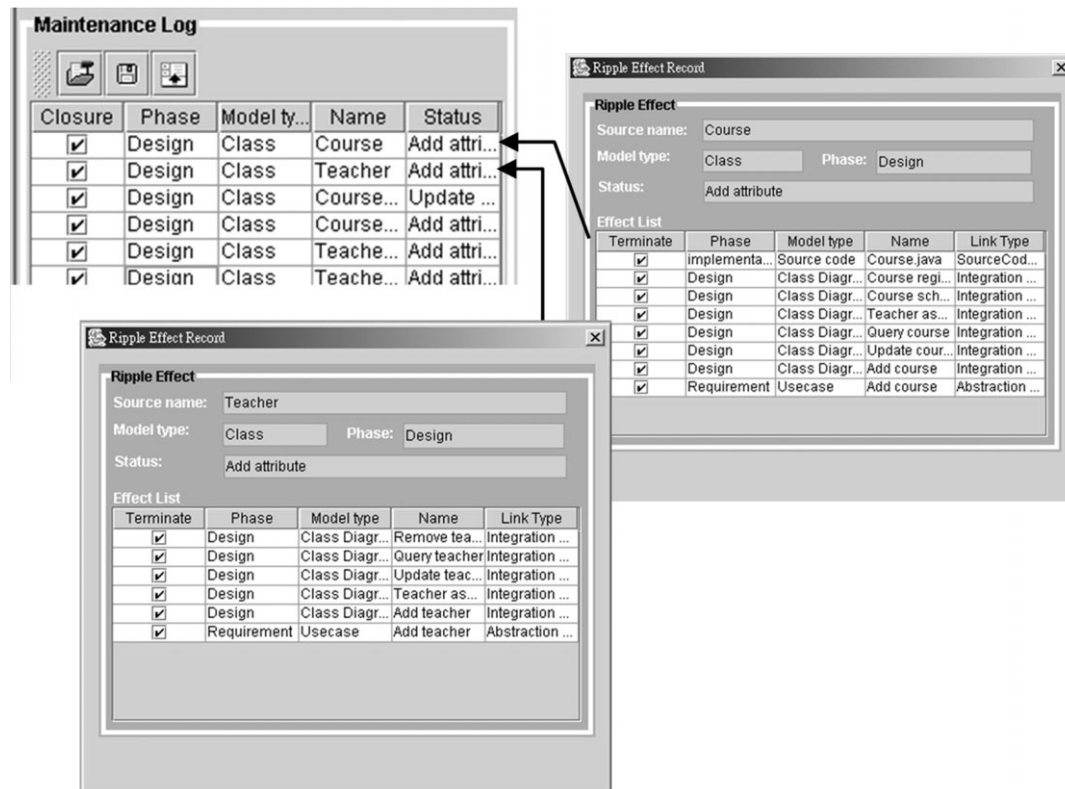 Maintenance Log
Closure Phase Model ty... Name Status
Design Class Course Add attri...
Design Class Teacher Add attri...
Design Class Course... Update ...
Design Class Course... Add attri...
Design Class Teache... Add attri...
Design Class Teache... Add attri...
Ripple Effect Record
Ripple Effect
Source name: Course
Model type: Class Phase: Design
Status: Add attribute
Effect List
Terminate Phase Model type Name Link Type
implementa... Source code Course.java SourceCod...
Design Class Diagr... Course regi... Integration ...
Design Class Diagr... Course sch... Integration ...
Design Class Diagr... Teacher as... Integration ...
Design Class Diagr... Query course Integration ...
Design Class Diagr... Update cour... Integration ...
Design Class Diagr... Add course Integration ...
Requirement Usecase Add course Abstraction ...
Ripple Effect Record
Ripple Effect
Source name: Teacher
Model type: Class Phase: Design
Status: Add attribute
Effect List
Terminate Phase Model type Name Link Type
Design Class Diagr... Remove tea... Integration ...
Design Class Diagr... Query teacher Integration ...
Design Class Diagr... Update teac... Integration ...
Design Class Diagr... Teacher as... Integration ...
Design Class Diagr... Add teacher Integration ...
Requirement Usecase Add teacher Abstraction ...